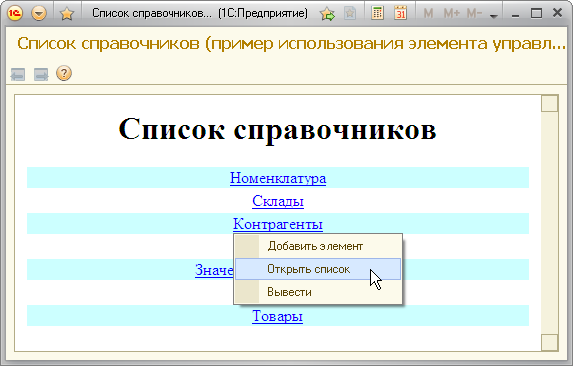 Список справочников... (1С:Предприятие)
M M+ M-
Список справочников (пример использования элемента управл...
Список справочников
Номенклатура
Склады
Контрагенты
Добавить элемент
Открыть список
Вывести
Товары